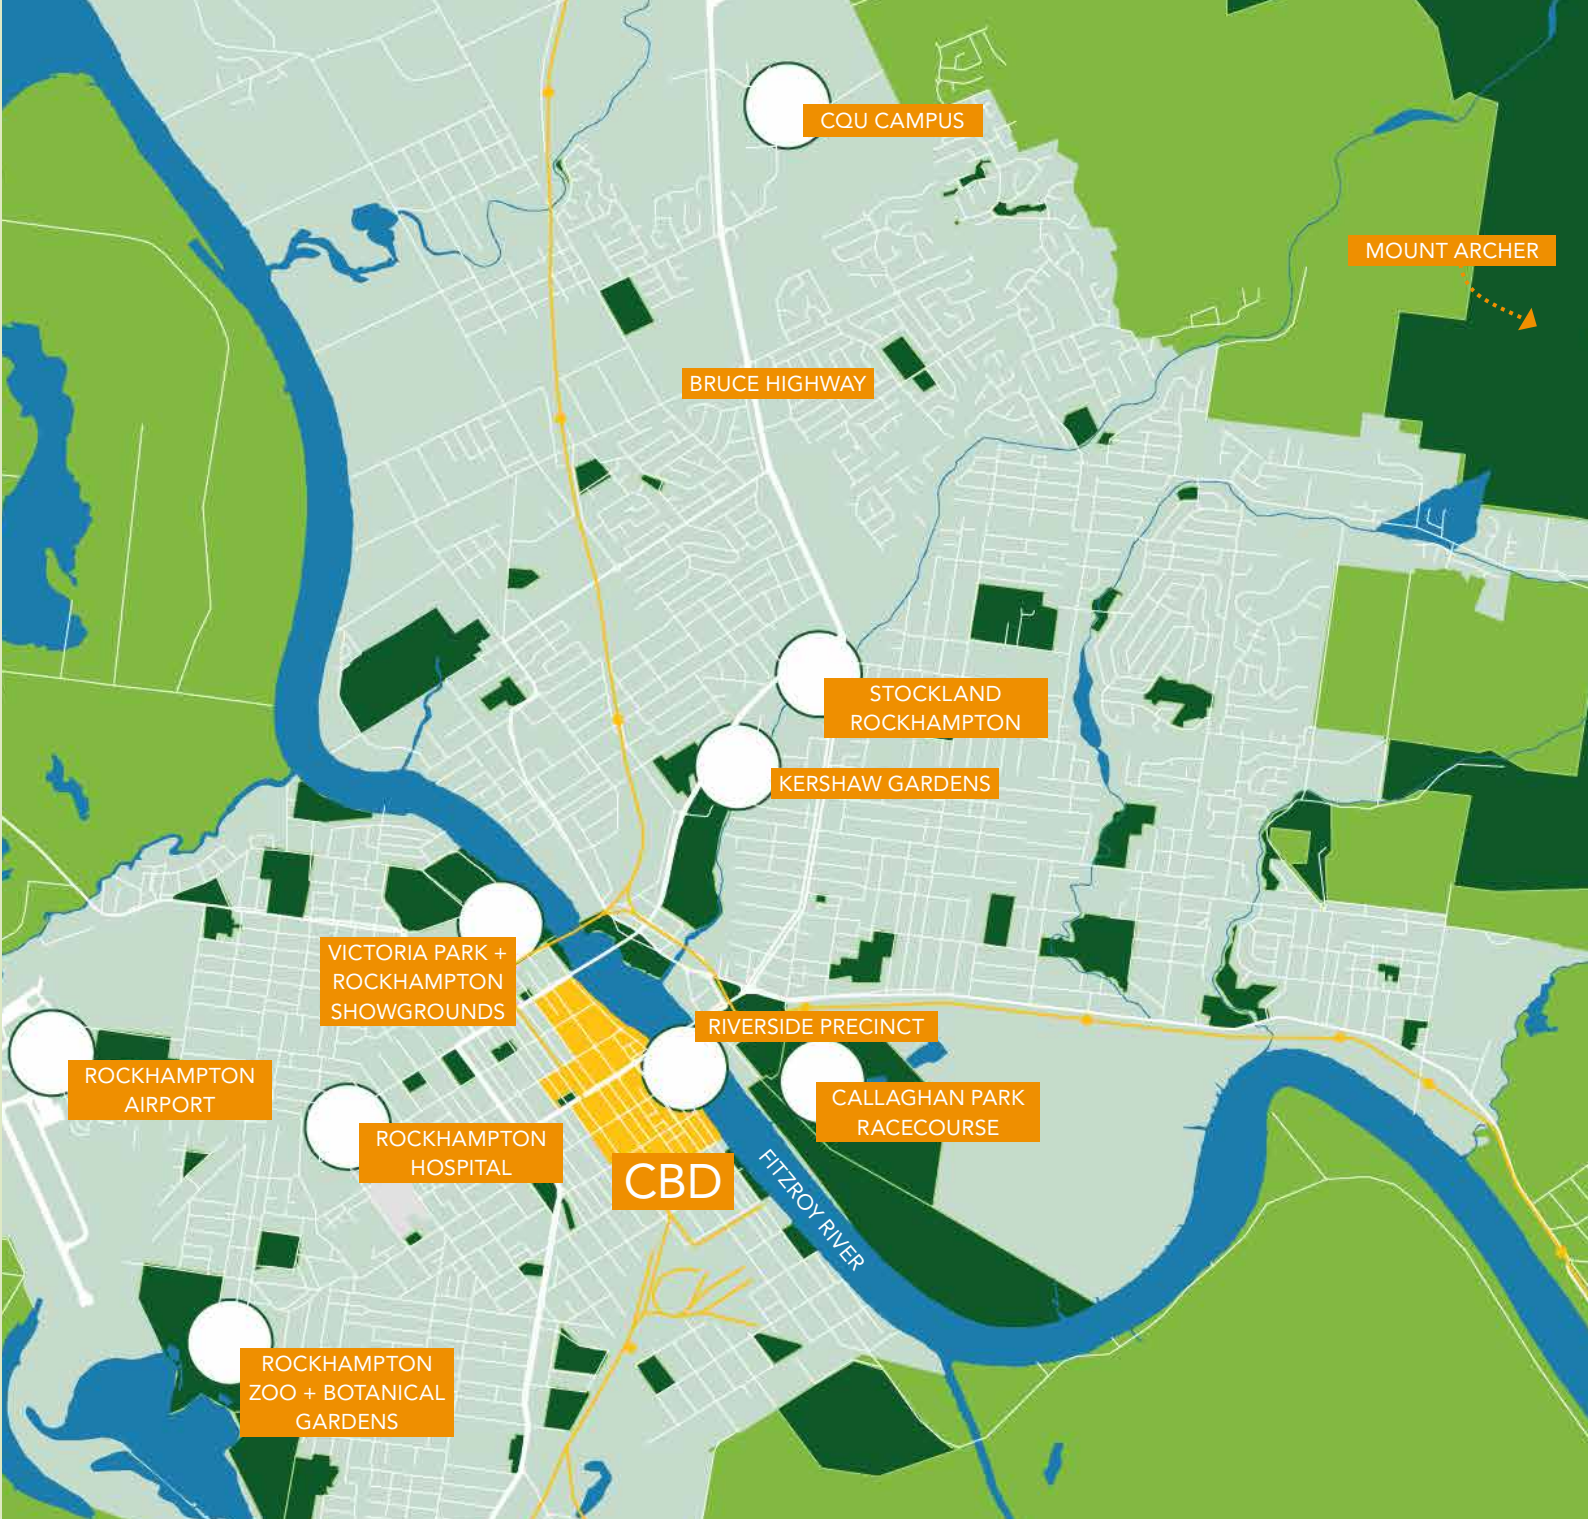 CQU CAMPUS
MOUNT ARCHER
BRUCE HIGHWAY
STOCKLAND
ROCKHAMPTON
KERSHAW GARDENS
VICTORIA PARK +
ROCKHAMPTON
SHOWGROUNDS
RIVERSIDE PRECINCT
ROCKHAMPTON
AIRPORT
CALLAGHAN PARK
RACECOURSE
ROCKHAMPTON
HOSPITAL
CBD
FITZROY RIVER
ROCKHAMPTON
ZOO + BOTANICAL
GARDENS